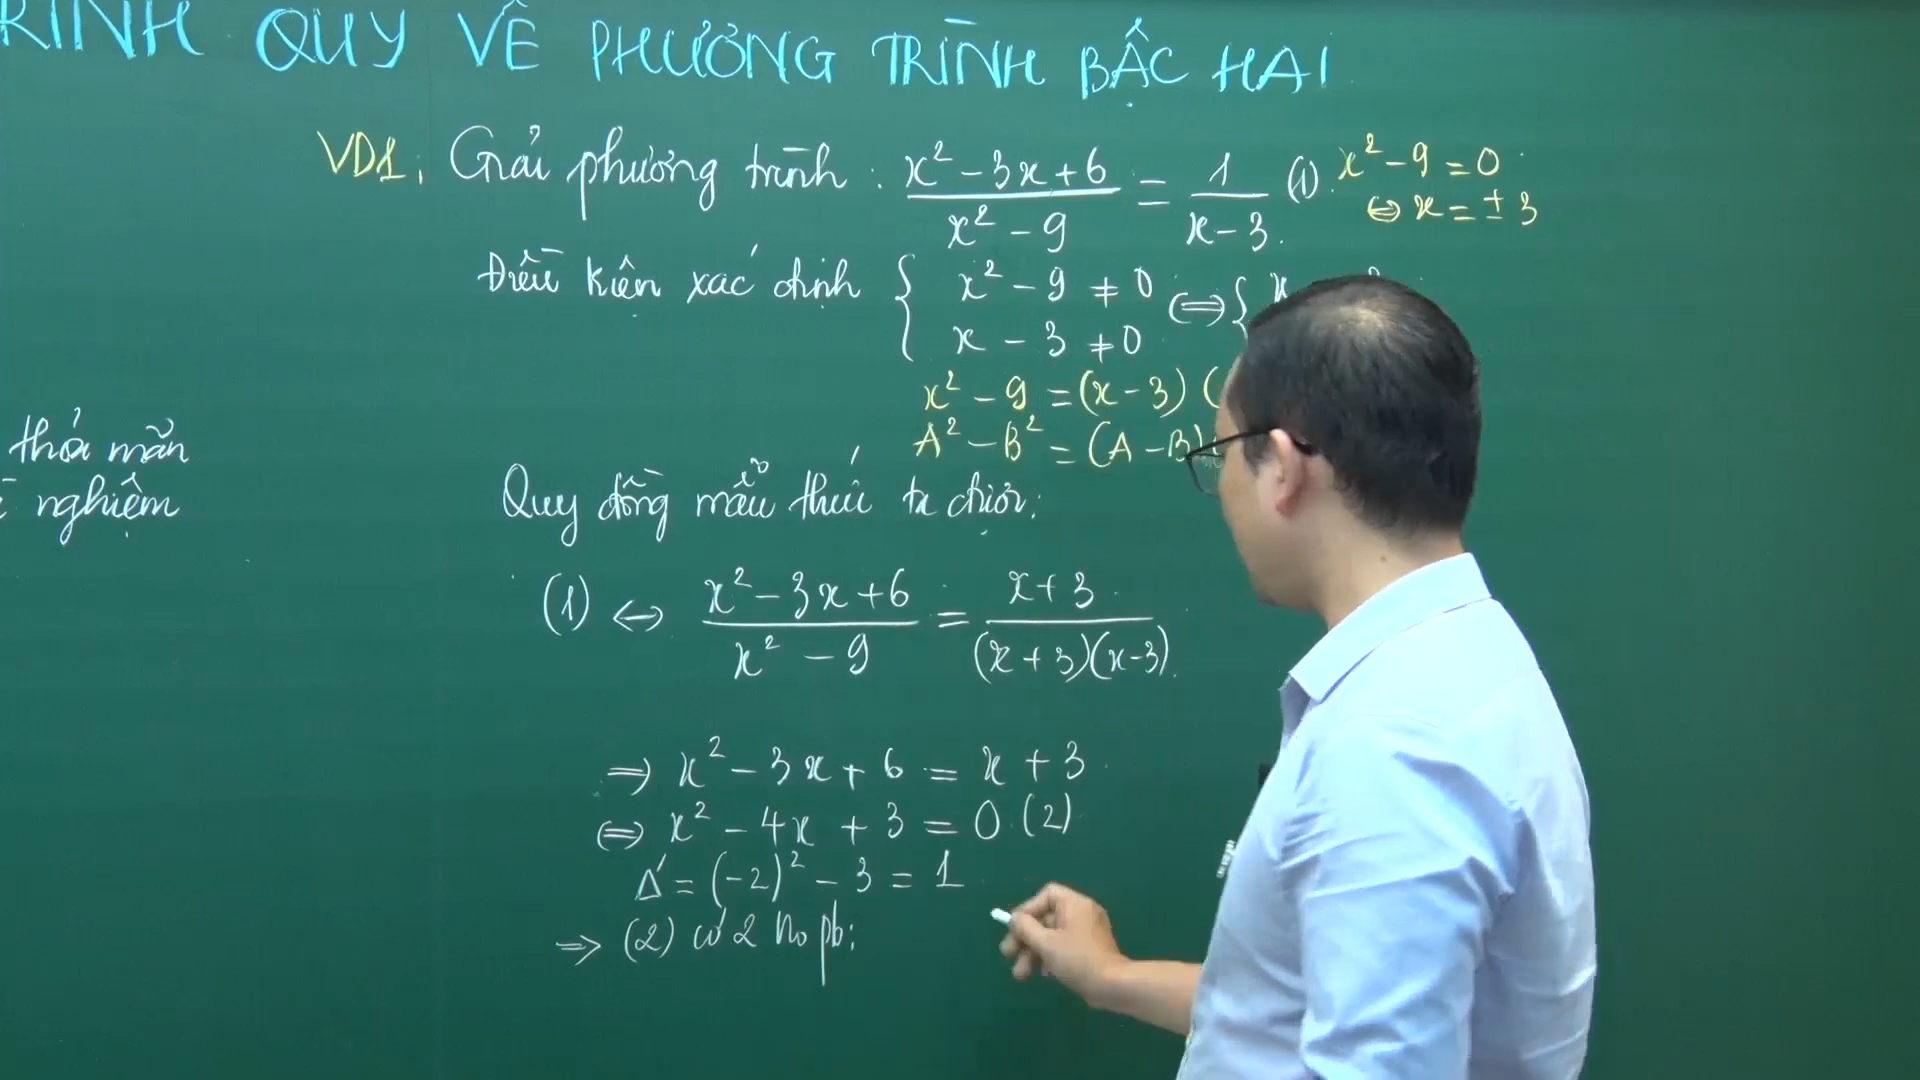 RÌNH QUY VỀ PHƯƠNG TRÌNH BẬC HAI
VD1: Giải phương trình: (x² - 3x + 6)/(x² - 9) = 1/(x - 3) (1)
x² - 9 = 0
⇔ x = ± 3
Điều kiện xác định { x² - 9 ≠ 0 ⇔ { x
x - 3 ≠ 0
x² - 9 = (x - 3) (
A² - B² = (A - B)
thỏa mãn
nghiệm
Quy đồng mẫu thức ta được:
(1) ⇔ (x² - 3x + 6)/(x² - 9) = (x + 3)/((x + 3)(x - 3))
⇒ x² - 3x + 6 = x + 3
⇔ x² - 4x + 3 = 0 (2)
Δ' = (-2)² - 3 = 1
⇒ (2) có 2 no pb: